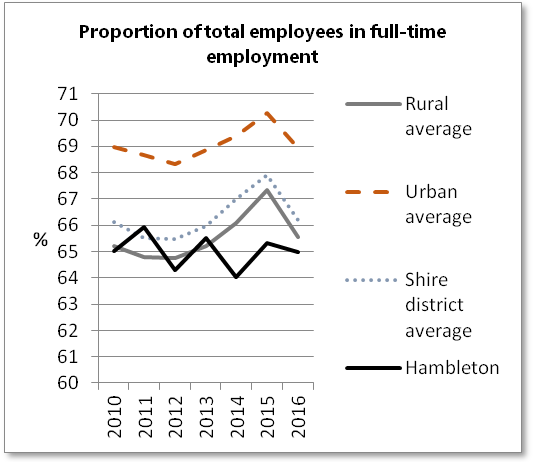 Proportion of total employees in full-time
employment
71
70
69
68
67
66
65
64
63
62
61
60
%
2010
2011
2012
2013
2014
2015
2016
Rural
average
Urban
average
Shire
district
average
Hambleton